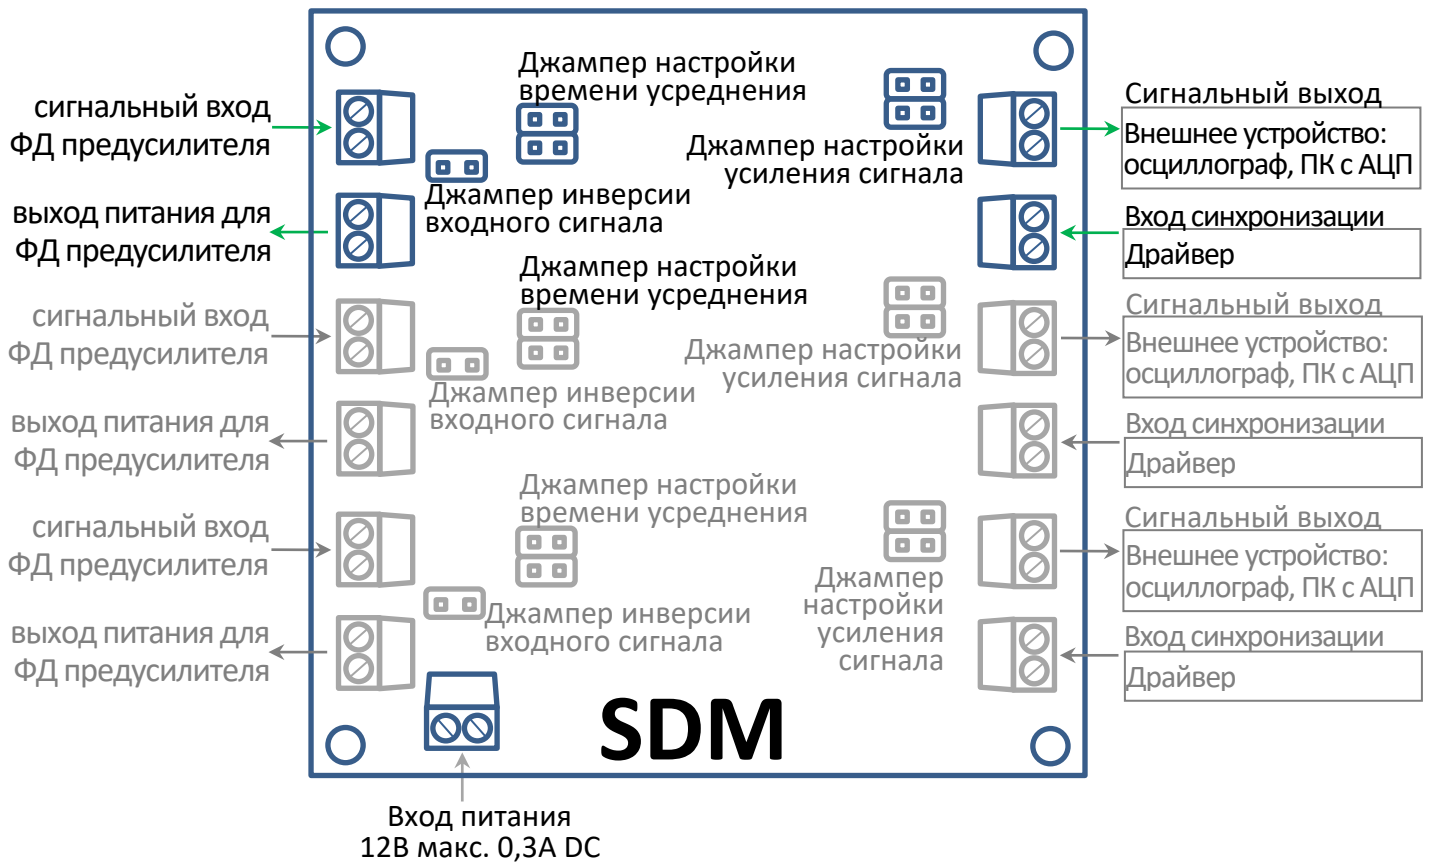 Джампер настройки
времени усреднения
сигнальный вход
ФД предусилителя
Джампер настройки
усиления сигнала
Сигнальный выход
Внешнее устройство:
осциллограф, ПК с АЦП
Джампер инверсии
входного сигнала
выход питания для
ФД предусилителя
Вход синхронизации
Драйвер
Джампер настройки
времени усреднения
сигнальный вход
ФД предусилителя
Джампер настройки
усиления сигнала
Сигнальный выход
Внешнее устройство:
осциллограф, ПК с АЦП
Джампер инверсии
входного сигнала
выход питания для
ФД предусилителя
Вход синхронизации
Драйвер
Джампер настройки
времени усреднения
сигнальный вход
ФД предусилителя
Джампер
настройки
усиления
сигнала
Сигнальный выход
Внешнее устройство:
осциллограф, ПК с АЦП
Джампер инверсии
входного сигнала
выход питания для
ФД предусилителя
Вход синхронизации
Драйвер
SDM
Вход питания
12В макс. 0,3А DC